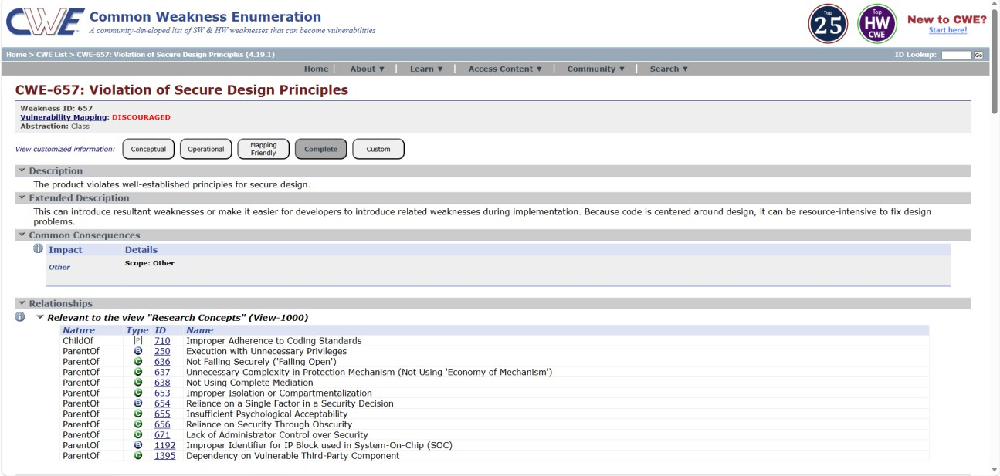 CWE Common Weakness Enumeration
A community-developed list of SW & HW weaknesses that can become vulnerabilities
Top 25
Top HW CWE
New to CWE?
Start here!
Home > CWE List > CWE-657: Violation of Secure Design Principles (4.19.1)
ID Lookup: Go
Home | About ▼ | Learn ▼ | Access Content ▼ | Community ▼ | Search ▼
CWE-657: Violation of Secure Design Principles
Weakness ID: 657
Vulnerability Mapping: DISCOURAGED
Abstraction: Class
View customized information: Conceptual Operational Mapping Friendly Complete Custom
Description
The product violates well-established principles for secure design.
Extended Description
This can introduce resultant weaknesses or make it easier for developers to introduce related weaknesses during implementation. Because code is centered around design, it can be resource-intensive to fix design
problems.
Common Consequences
Impact Details
Other Scope: Other
Relationships
Relevant to the view "Research Concepts" (View-1000)
Nature Type ID Name
ChildOf P 710 Improper Adherence to Coding Standards
ParentOf B 250 Execution with Unnecessary Privileges
ParentOf C 636 Not Failing Securely ('Failing Open')
ParentOf C 637 Unnecessary Complexity in Protection Mechanism (Not Using 'Economy of Mechanism')
ParentOf C 638 Not Using Complete Mediation
ParentOf C 653 Improper Isolation or Compartmentalization
ParentOf B 654 Reliance on a Single Factor in a Security Decision
ParentOf C 655 Insufficient Psychological Acceptability
ParentOf C 656 Reliance on Security Through Obscurity
ParentOf C 671 Lack of Administrator Control over Security
ParentOf B 1192 Improper Identifier for IP Block used in System-On-Chip (SOC)
ParentOf C 1395 Dependency on Vulnerable Third-Party Component